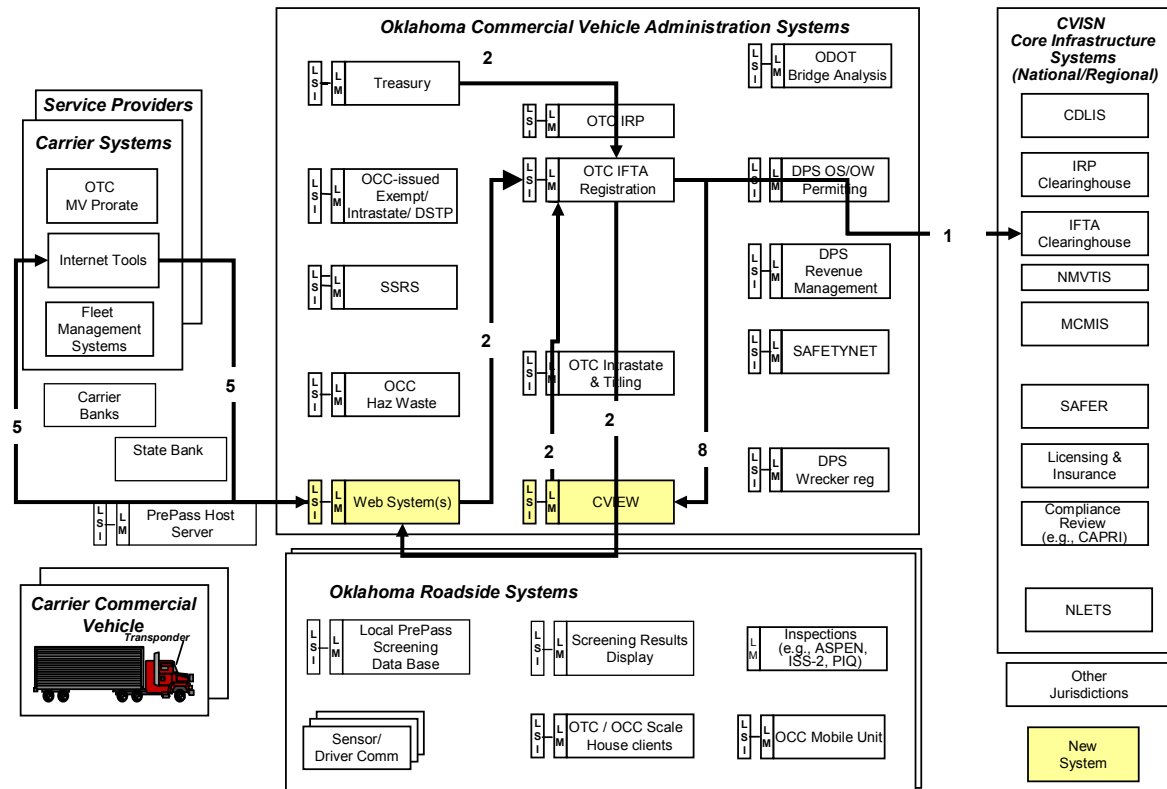 Oklahoma Commercial Vehicle Administration Systems
2
L
S
I
L
M
Treasury
L
S
I
L
M
OTC IRP
L
S
I
L
M
ODOT
Bridge Analysis
L
S
I
L
M
OCC-issued
Exempt/
Intrastate/ DSTP
L
S
I
L
M
OTC IFTA
Registration
L
S
I
L
M
DPS OS/OW
Permitting
L
S
I
L
M
SSRS
L
S
I
L
M
DPS
Revenue
Management
2
L
S
I
L
M
OTC Intrastate
& Titling
L
S
I
L
M
SAFETYNET
L
S
I
L
M
OCC
Haz Waste
2
2
8
L
S
I
L
M
DPS
Wrecker reg
L
S
I
L
M
Web System(s)
L
S
I
L
M
CVIEW
1
Service Providers
Carrier Systems
OTC
MV Prorate
Internet Tools
Fleet
Management
Systems
5
5
Carrier
Banks
State Bank
L
S
I
L
M
PrePass Host
Server
Carrier Commercial
Vehicle
Transponder
Oklahoma Roadside Systems
L
S
I
L
M
Local PrePass
Screening
Data Base
L
S
I
L
M
Screening Results
Display
L
M
Inspections
(e.g., ASPEN,
ISS-2, PIQ)
Sensor/
Driver Comm
L
S
I
L
M
OTC / OCC Scale
House clients
L
S
I
L
M
OCC Mobile Unit
CVISN
Core Infrastructure
Systems
(National/Regional)
CDLIS
IRP
Clearinghouse
IFTA
Clearinghouse
NMVTIS
MCMIS
SAFER
Licensing &
Insurance
Compliance
Review
(e.g., CAPRI)
NLETS
Other
Jurisdictions
New
System